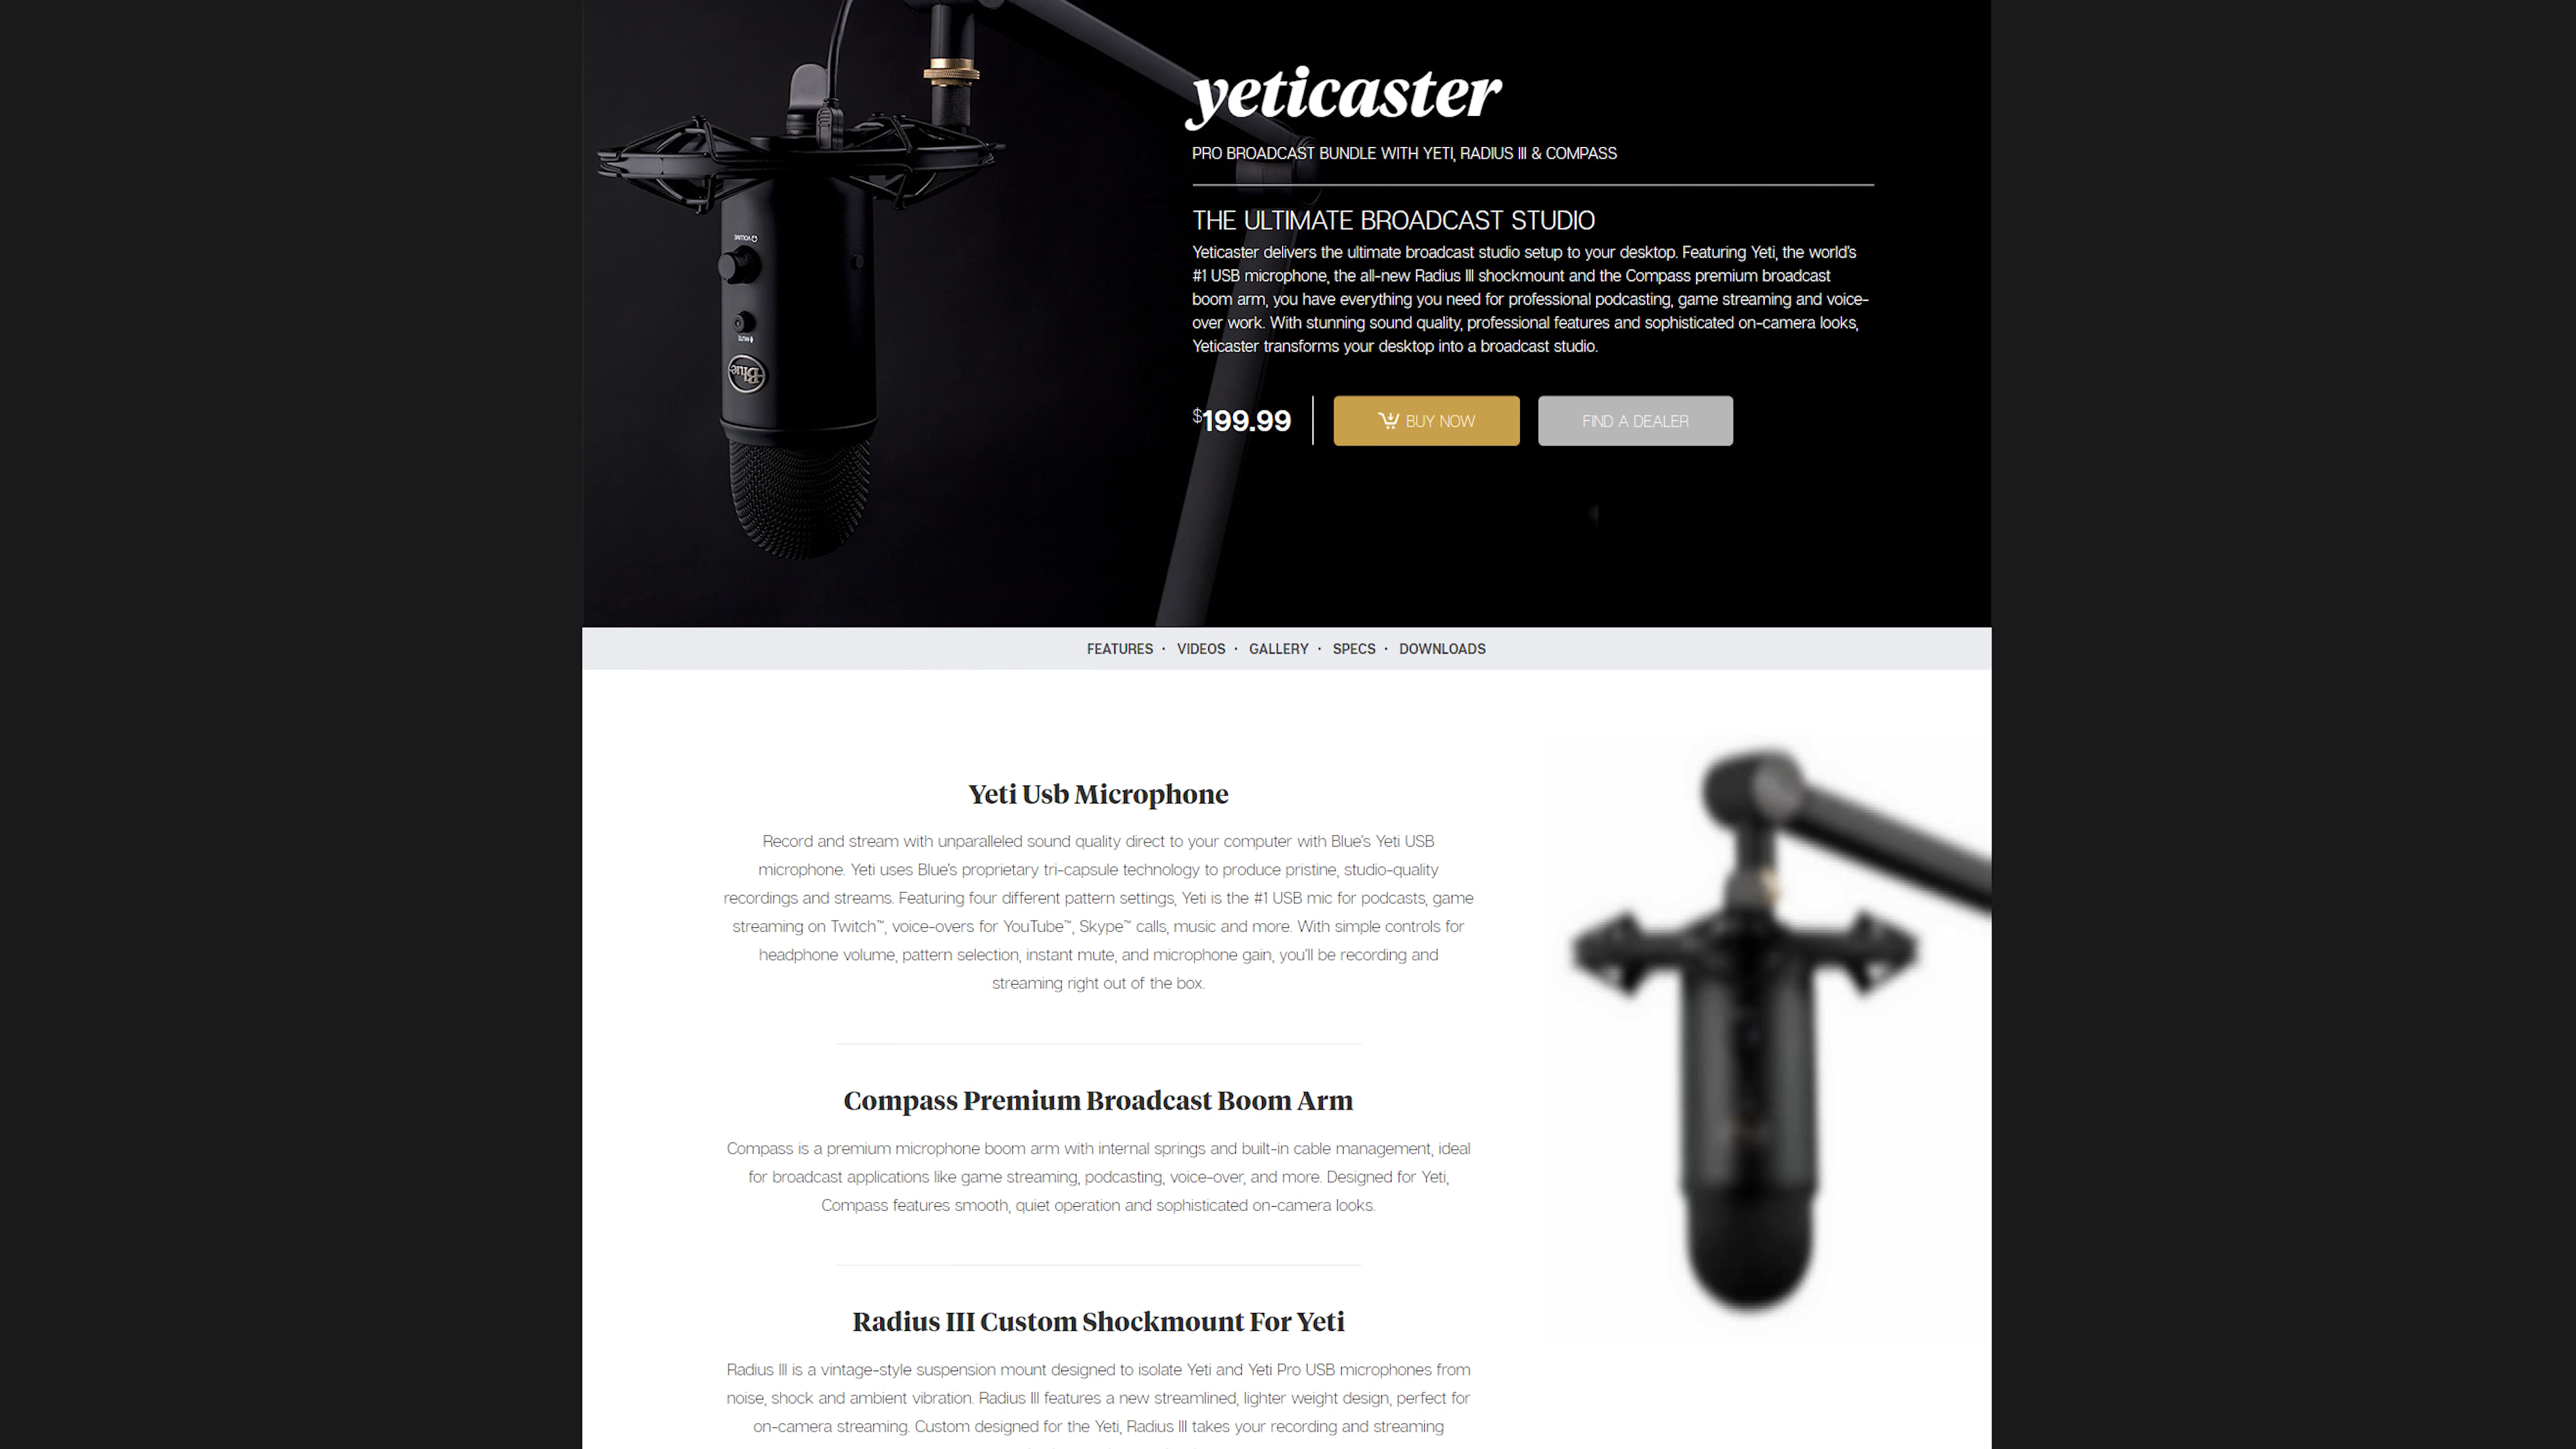 yeticaster
PRO BROADCAST BUNDLE WITH YETI, RADIUS III & COMPASS
THE ULTIMATE BROADCAST STUDIO
Yeticaster delivers the ultimate broadcast studio setup to your desktop. Featuring Yeti, the world's
#1 USB microphone, the all-new Radius III shockmount and the Compass premium broadcast
boom arm, you have everything you need for professional podcasting, game streaming and voice-
over work. With stunning sound quality, professional features and sophisticated on-camera looks,
Yeticaster transforms your desktop into a broadcast studio.
VOLUME
MUTE
Blue
$199.99
BUY NOW
FIND A DEALER
FEATURES · VIDEOS · GALLERY · SPECS · DOWNLOADS
Yeti Usb Microphone
Record and stream with unparalleled sound quality direct to your computer with Blue's Yeti USB
microphone. Yeti uses Blue's proprietary tri-capsule technology to produce pristine, studio-quality
recordings and streams. Featuring four different pattern settings, Yeti is the #1 USB mic for podcasts, game
streaming on Twitch™, voice-overs for YouTube™, Skype™ calls, music and more. With simple controls for
headphone volume, pattern selection, instant mute, and microphone gain, you'll be recording and
streaming right out of the box.
Compass Premium Broadcast Boom Arm
Compass is a premium microphone boom arm with internal springs and built-in cable management, ideal
for broadcast applications like game streaming, podcasting, voice-over, and more. Designed for Yeti,
Compass features smooth, quiet operation and sophisticated on-camera looks.
Radius III Custom Shockmount For Yeti
Radius III is a vintage-style suspension mount designed to isolate Yeti and Yeti Pro USB microphones from
noise, shock and ambient vibration. Radius III features a new streamlined, lighter weight design, perfect for
on-camera streaming. Custom designed for the Yeti, Radius III takes your recording and streaming